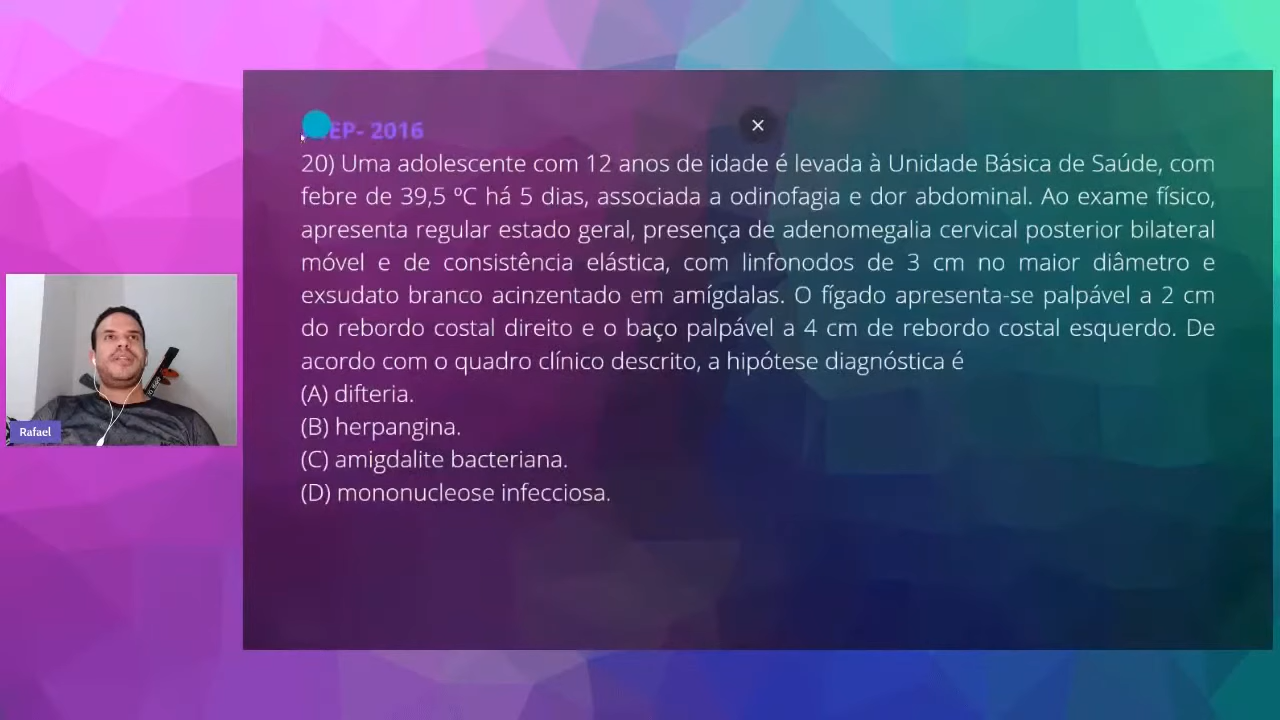 EP- 2016
20) Uma adolescente com 12 anos de idade é levada à Unidade Básica de Saúde, com
febre de 39,5 ºC há 5 dias, associada a odinofagia e dor abdominal. Ao exame físico,
apresenta regular estado geral, presença de adenomegalia cervical posterior bilateral
móvel e de consistência elástica, com linfonodos de 3 cm no maior diâmetro e
exsudato branco acinzentado em amígdalas. O fígado apresenta-se palpável a 2 cm
do rebordo costal direito e o baço palpável a 4 cm de rebordo costal esquerdo. De
acordo com o quadro clínico descrito, a hipótese diagnóstica é
(A) difteria.
(B) herpangina.
(C) amigdalite bacteriana.
(D) mononucleose infecciosa.
Rafael